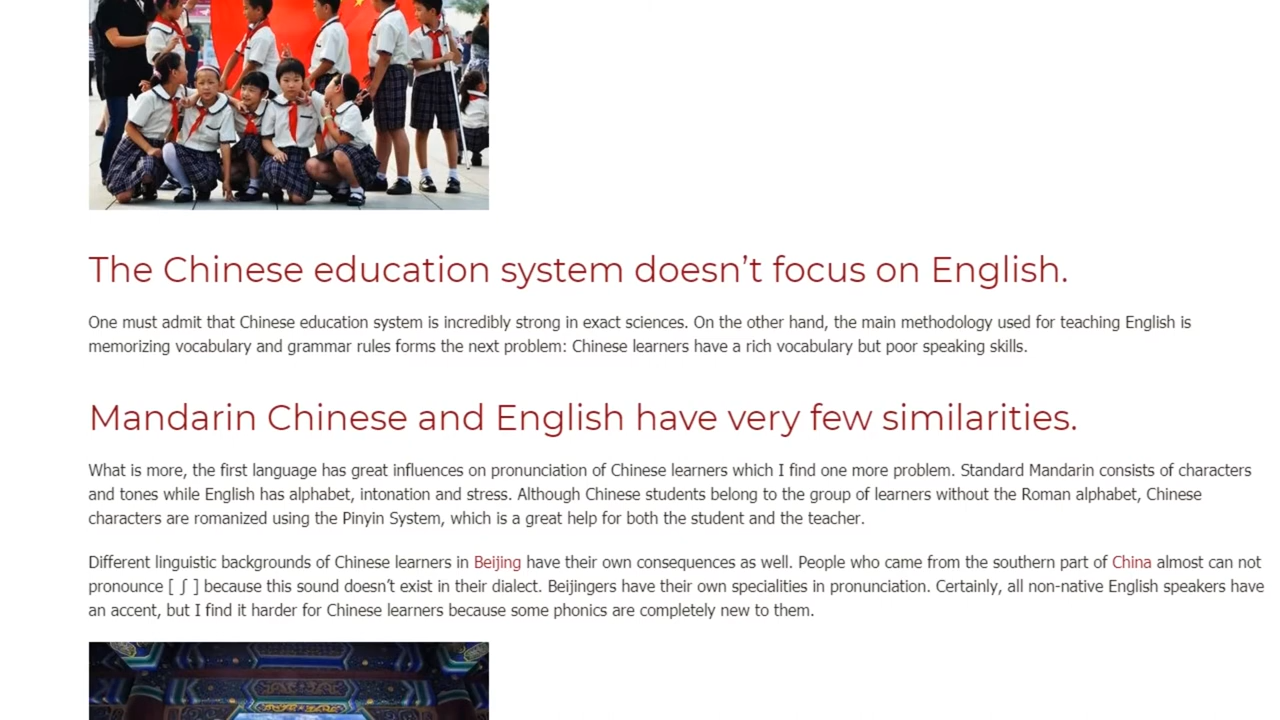 The Chinese education system doesn’t focus on English.
One must admit that Chinese education system is incredibly strong in exact sciences. On the other hand, the main methodology used for teaching English is
memorizing vocabulary and grammar rules forms the next problem: Chinese learners have a rich vocabulary but poor speaking skills.
Mandarin Chinese and English have very few similarities.
What is more, the first language has great influences on pronunciation of Chinese learners which I find one more problem. Standard Mandarin consists of characters
and tones while English has alphabet, intonation and stress. Although Chinese students belong to the group of learners without the Roman alphabet, Chinese
characters are romanized using the Pinyin System, which is a great help for both the student and the teacher.
Different linguistic backgrounds of Chinese learners in Beijing have their own consequences as well. People who came from the southern part of China almost can not
pronounce [ ʃ ] because this sound doesn’t exist in their dialect. Beijingers have their own specialities in pronunciation. Certainly, all non-native English speakers have
an accent, but I find it harder for Chinese learners because some phonics are completely new to them.